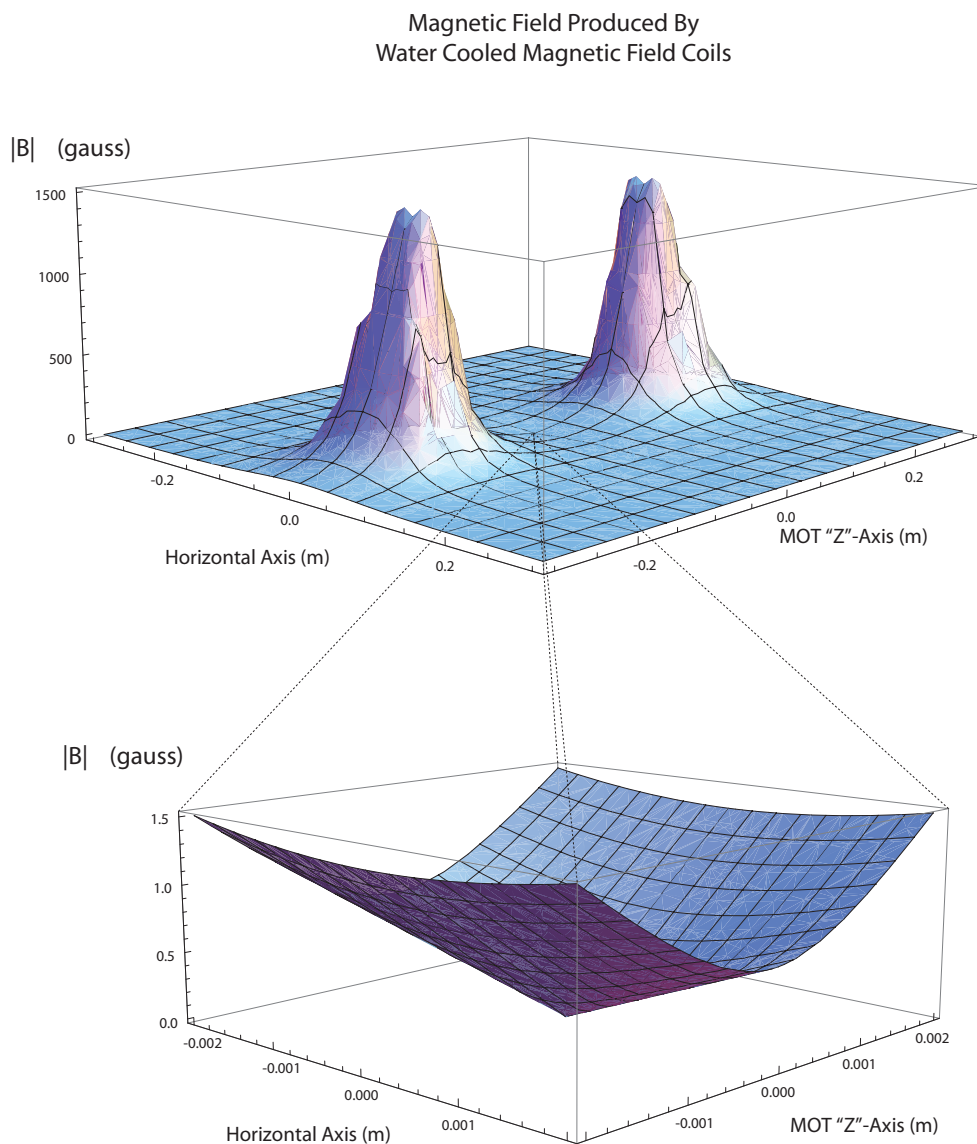 Magnetic Field Produced By
Water Cooled Magnetic Field Coils
|B| (gauss)
1500
1000
500
0
-0.2
0.0
0.2
Horizontal Axis (m)
-0.2
0.0
0.2
MOT “Z”-Axis (m)
|B| (gauss)
1.5
1.0
0.5
0.0
-0.002
-0.001
0.000
0.001
Horizontal Axis (m)
-0.001
0.000
0.001
0.002
MOT “Z”-Axis (m)